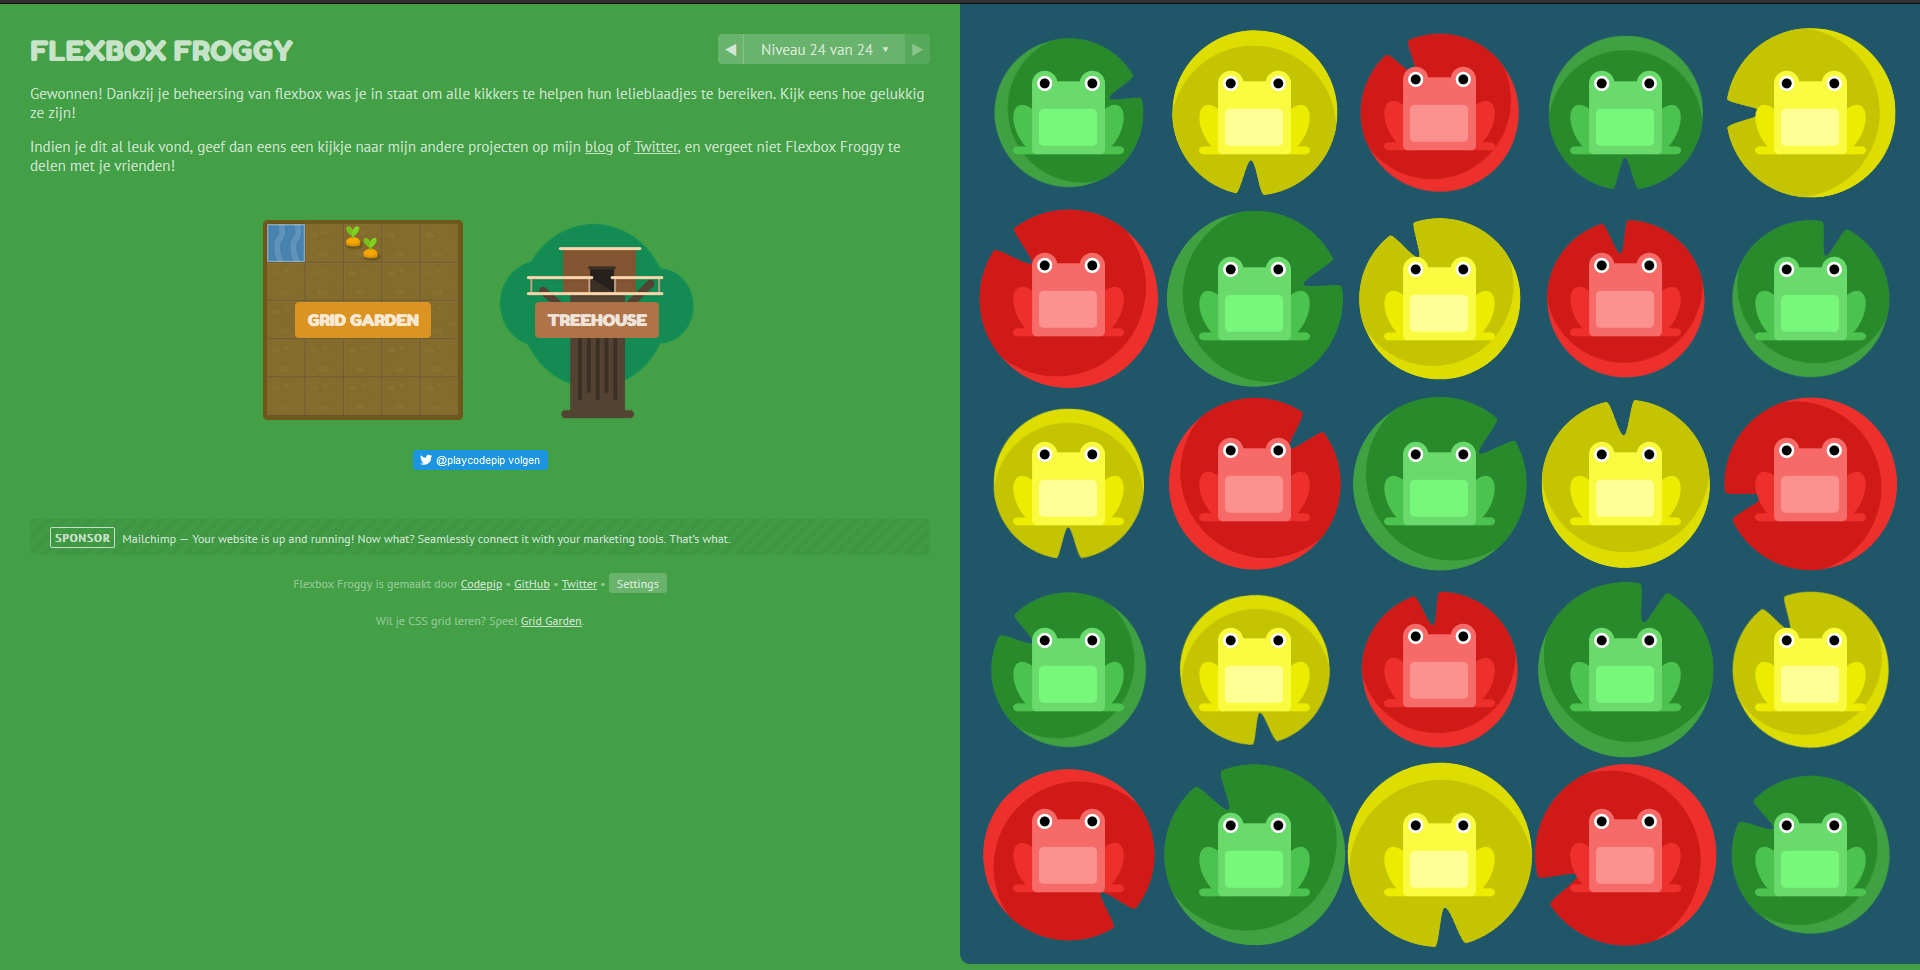 FLEXBOX FROGGY
◀ Niveau 24 van 24 ▼ ▶
Gewonnen! Dankzij je beheersing van flexbox was je in staat om alle kikkers te helpen hun lelieblaadjes te bereiken. Kijk eens hoe gelukkig
ze zijn!
Indien je dit al leuk vond, geef dan eens een kijkje naar mijn andere projecten op mijn blog of Twitter, en vergeet niet Flexbox Froggy te
delen met je vrienden!
GRID GARDEN
TREEHOUSE
@playcodepip volgen
SPONSOR Mailchimp — Your website is up and running! Now what? Seamlessly connect it with your marketing tools. That's what.
Flexbox Froggy is gemaakt door Codepip • GitHub • Twitter • Settings
Wil je CSS grid leren? Speel Grid Garden.